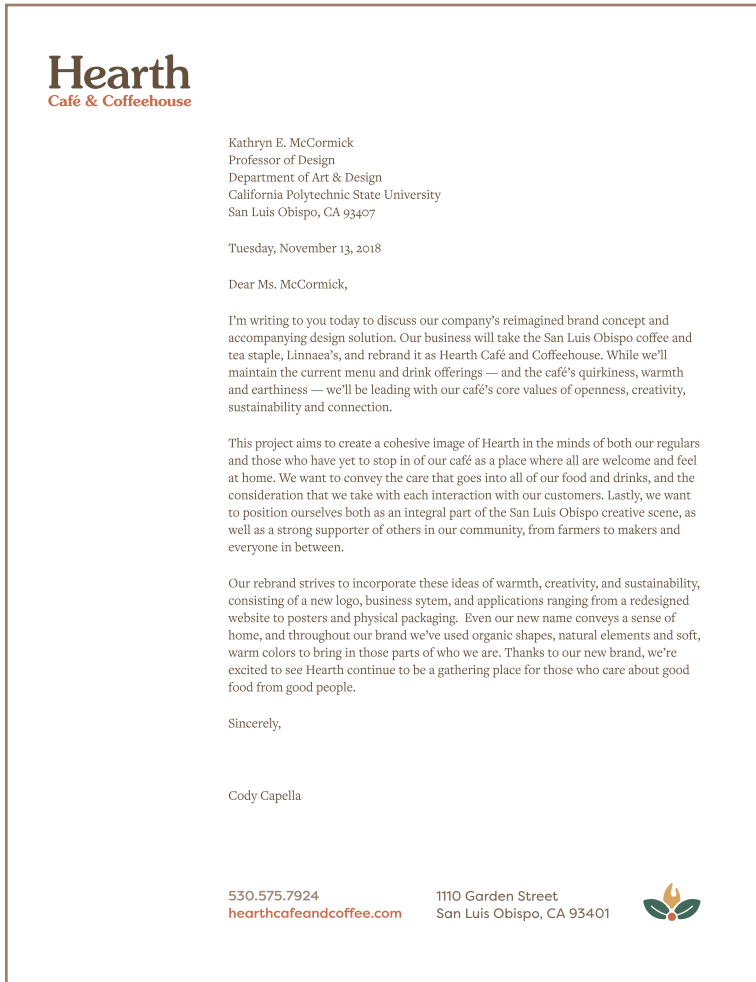 Hearth
Café & Coffeehouse
Kathryn E. McCormick
Professor of Design
Department of Art & Design
California Polytechnic State University
San Luis Obispo, CA 93407
Tuesday, November 13, 2018
Dear Ms. McCormick,
I’m writing to you today to discuss our company’s reimagined brand concept and
accompanying design solution. Our business will take the San Luis Obispo coffee and
tea staple, Linnaea’s, and rebrand it as Hearth Café and Coffeehouse. While we’ll
maintain the current menu and drink offerings — and the café’s quirkiness, warmth
and earthiness — we’ll be leading with our café’s core values of openness, creativity,
sustainability and connection.
This project aims to create a cohesive image of Hearth in the minds of both our regulars
and those who have yet to stop in of our café as a place where all are welcome and feel
at home. We want to convey the care that goes into all of our food and drinks, and the
consideration that we take with each interaction with our customers. Lastly, we want
to position ourselves both as an integral part of the San Luis Obispo creative scene, as
well as a strong supporter of others in our community, from farmers to makers and
everyone in between.
Our rebrand strives to incorporate these ideas of warmth, creativity, and sustainability,
consisting of a new logo, business sytem, and applications ranging from a redesigned
website to posters and physical packaging.  Even our new name conveys a sense of
home, and throughout our brand we’ve used organic shapes, natural elements and soft,
warm colors to bring in those parts of who we are. Thanks to our new brand, we’re
excited to see Hearth continue to be a gathering place for those who care about good
food from good people.
Sincerely,
Cody Capella
530.575.7924
hearthcafeandcoffee.com
1110 Garden Street
San Luis Obispo, CA 93401